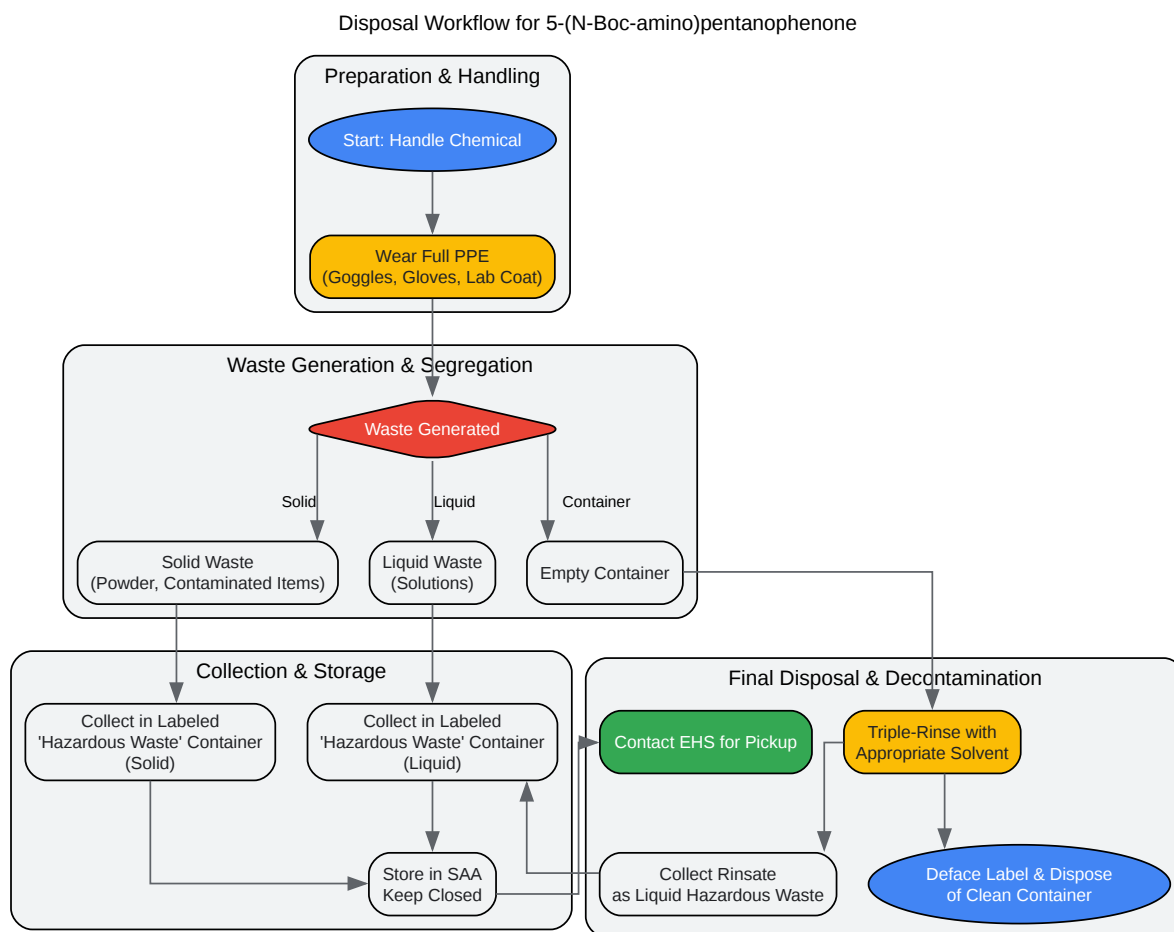 Disposal Workflow for 5-(N-Boc-amino)pentanophenone
Preparation & Handling
Start: Handle Chemical
Wear Full PPE
(Goggles, Gloves, Lab Coat)
Waste Generation & Segregation
Waste Generated
Solid
Liquid
Container
Solid Waste
(Powder, Contaminated Items)
Liquid Waste
(Solutions)
Empty Container
Collection & Storage
Collect in Labeled
'Hazardous Waste' Container
(Solid)
Collect in Labeled
'Hazardous Waste' Container
(Liquid)
Store in SAA
Keep Closed
Final Disposal & Decontamination
Contact EHS for Pickup
Triple-Rinse with
Appropriate Solvent
Collect Rinsate
as Liquid Hazardous Waste
Deface Label & Dispose
of Clean Container